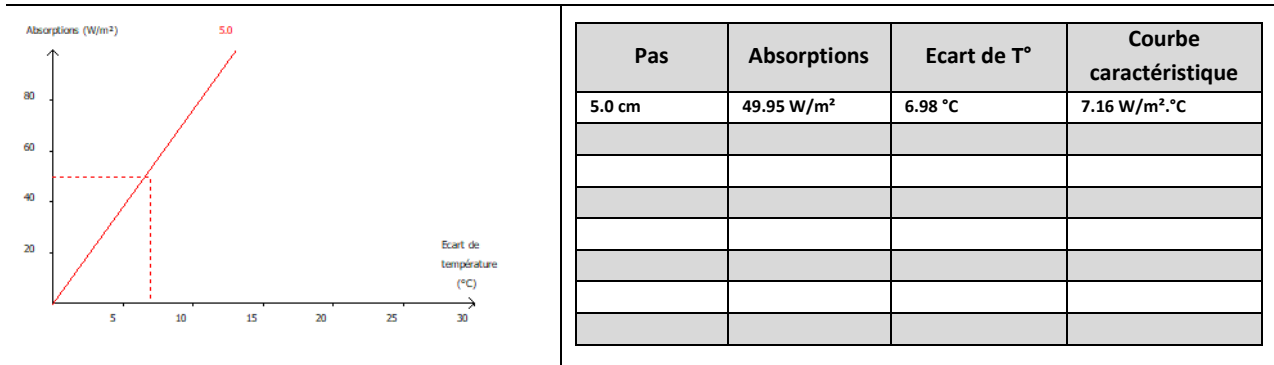 Absorptions (W/m²)
5.0
80
60
40
20
Ecart de
température
(°C)
5 10 15 20 25 30
Pas Absorptions Ecart de T° Courbe
caractéristique
5.0 cm 49.95 W/m² 6.98 °C 7.16 W/m².°C